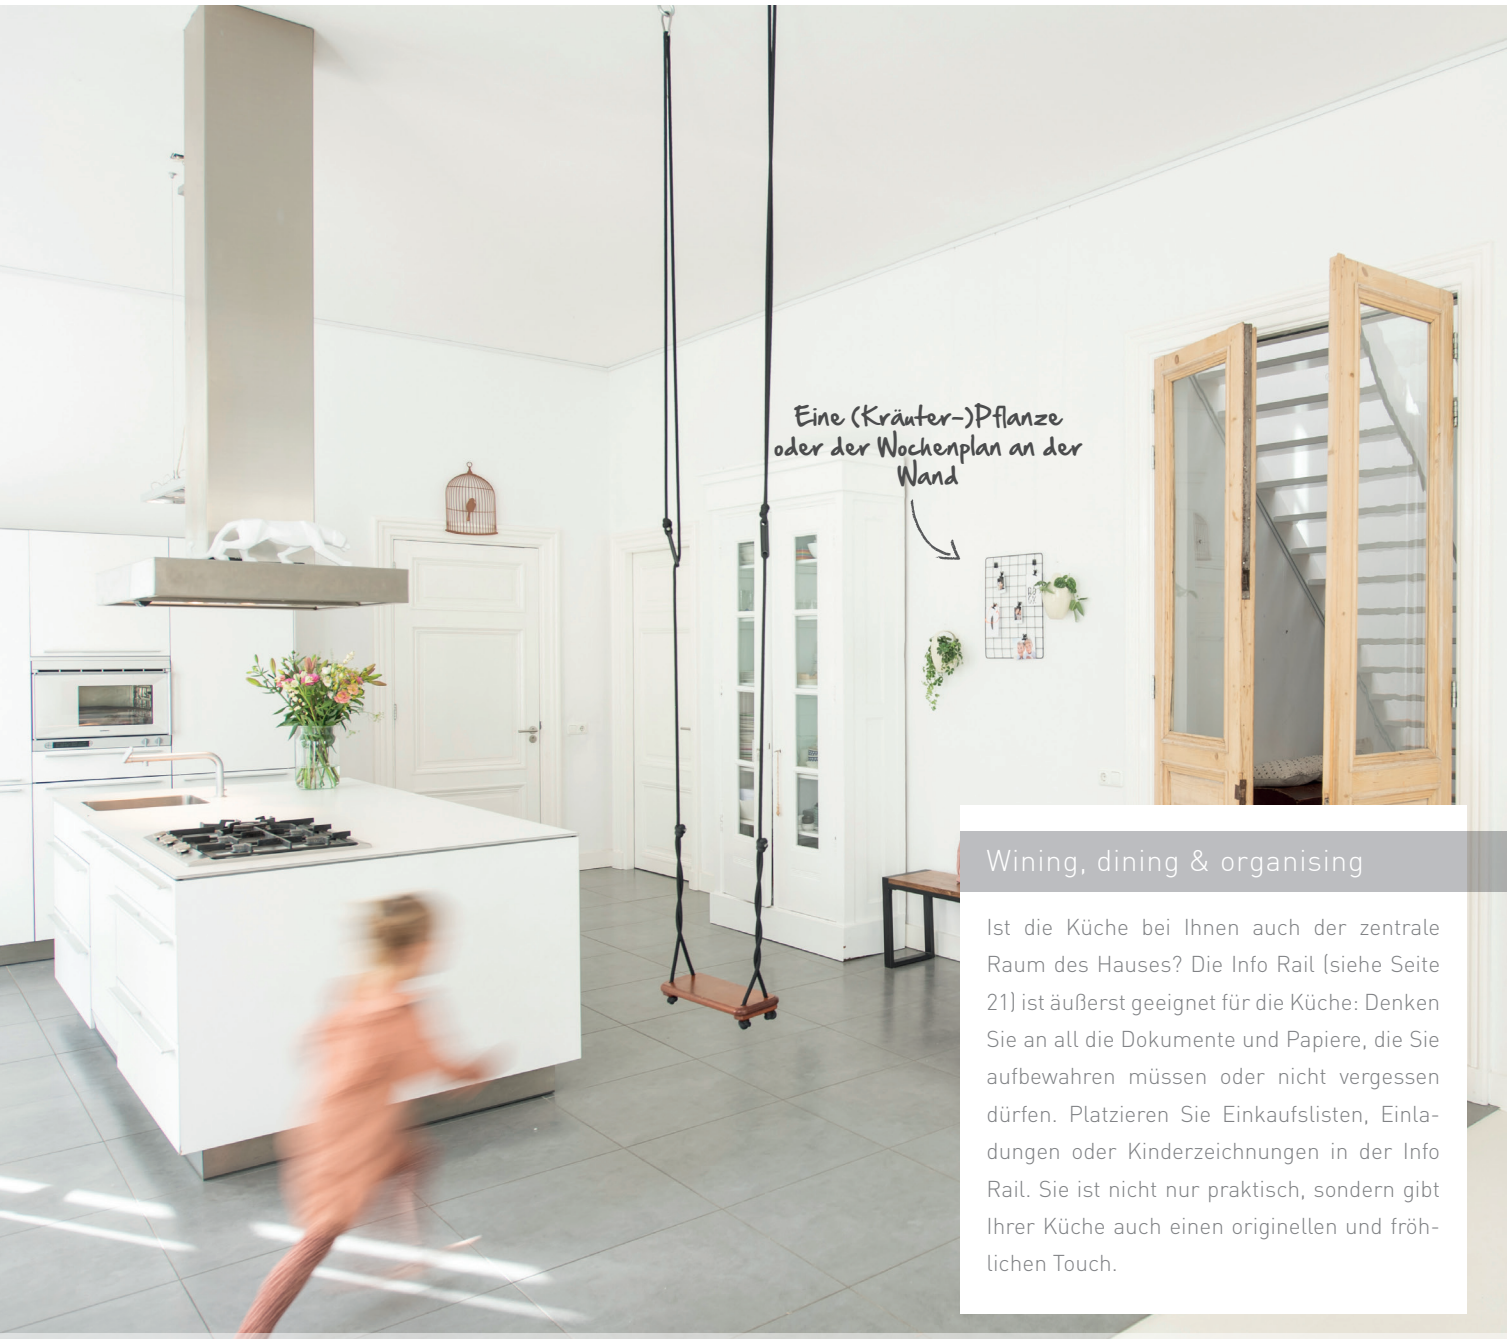 Eine (Kräuter-)Pflanze
oder der Wochenplan an der
Wand
Wining, dining & organising
Ist die Küche bei Ihnen auch der zentrale
Raum des Hauses? Die Info Rail (siehe Seite
21) ist äußerst geeignet für die Küche: Denken
Sie an all die Dokumente und Papiere, die Sie
aufbewahren müssen oder nicht vergessen
dürfen. Platzieren Sie Einkaufslisten, Einla-
dungen oder Kinderzeichnungen in der Info
Rail. Sie ist nicht nur praktisch, sondern gibt
Ihrer Küche auch einen originellen und fröh-
lichen Touch.